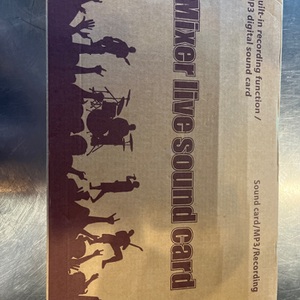 uilt-in recording function /
P3 digital sound card
Sound card/MP3/Recording
Mixer live sound card